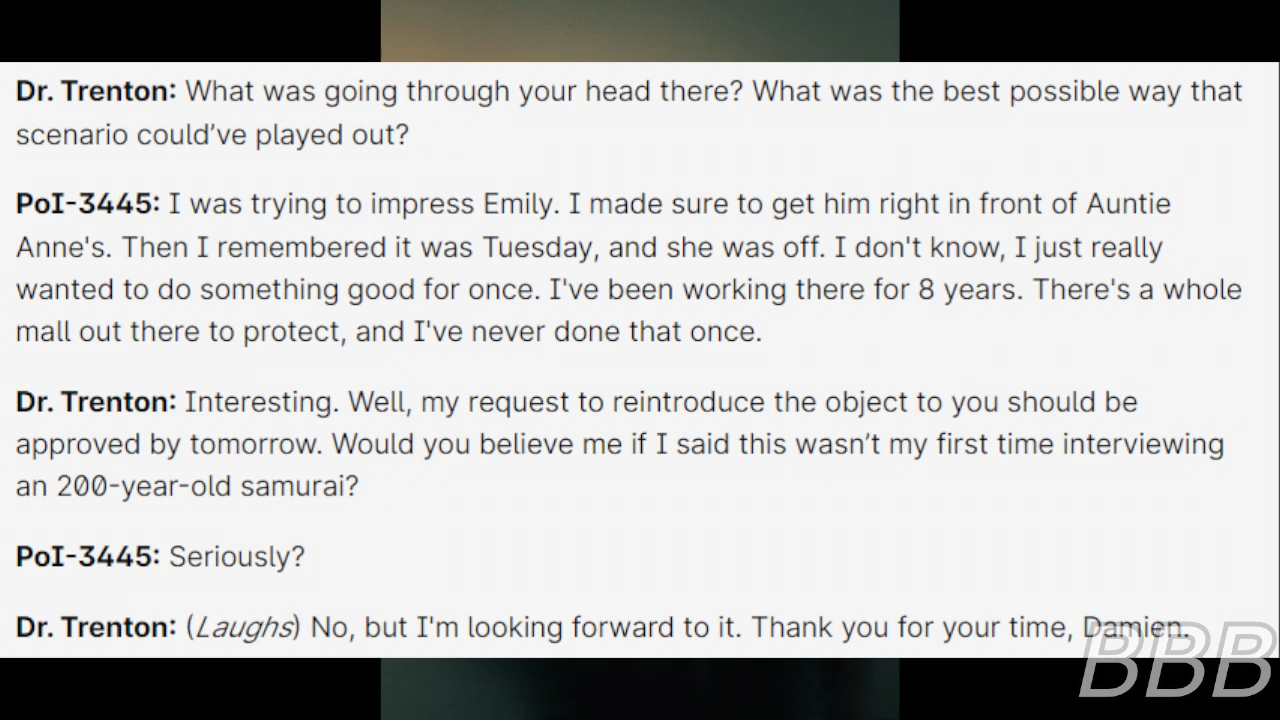 Dr. Trenton: What was going through your head there? What was the best possible way that
scenario could’ve played out?
PoI-3445: I was trying to impress Emily. I made sure to get him right in front of Auntie
Anne's. Then I remembered it was Tuesday, and she was off. I don't know, I just really
wanted to do something good for once. I've been working there for 8 years. There's a whole
mall out there to protect, and I've never done that once.
Dr. Trenton: Interesting. Well, my request to reintroduce the object to you should be
approved by tomorrow. Would you believe me if I said this wasn’t my first time interviewing
an 200-year-old samurai?
PoI-3445: Seriously?
Dr. Trenton: (Laughs) No, but I'm looking forward to it. Thank you for your time, Damien.
BBB